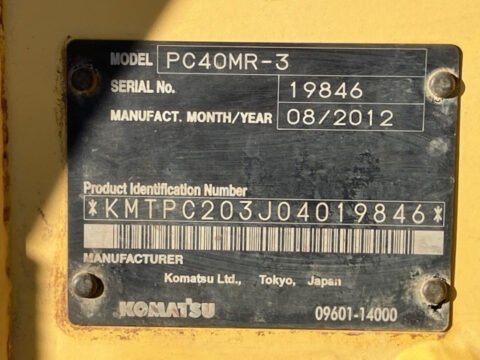 MODEL PC40MR-3
SERIAL No. 19846
MANUFACT. MONTH/YEAR 08/2012
Product Identification Number
*KMTPC203J04019846*
MANUFACTURER
Komatsu Ltd., Tokyo, Japan
KOMATSU 09601-14000